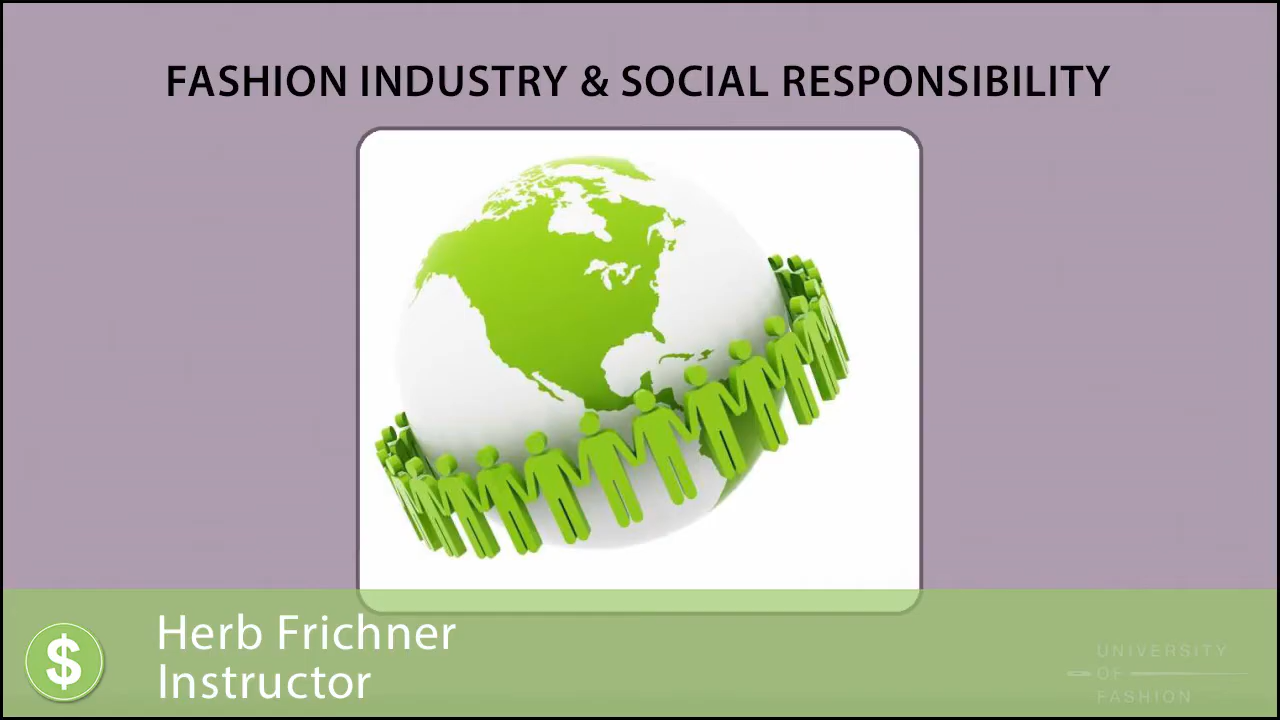 FASHION INDUSTRY & SOCIAL RESPONSIBILITY
$
Herb Frichner
Instructor
UNIVERSITY
OF
FASHION